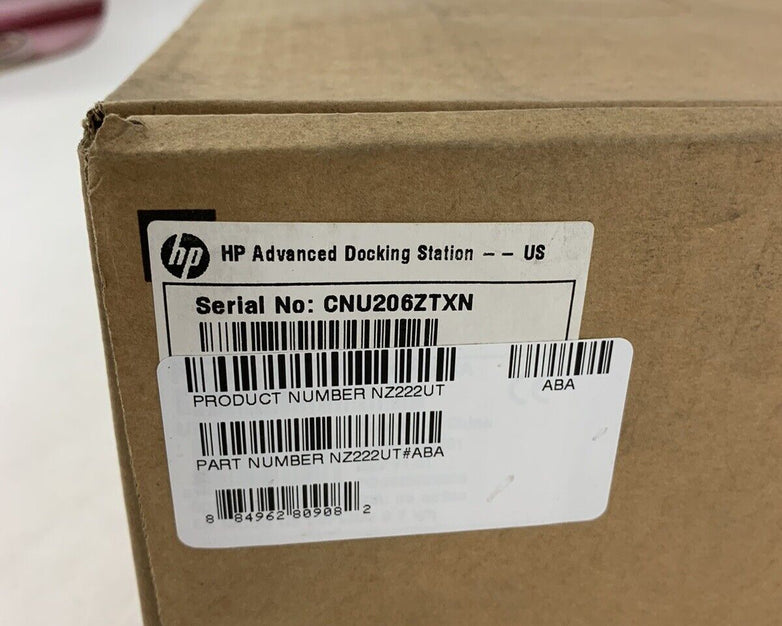 hp HP Advanced Docking Station – – US
Serial No: CNU206ZTXN
PRODUCT NUMBER NZ222UT
ABA
PART NUMBER NZ222UT#ABA
8 84962 80908 2